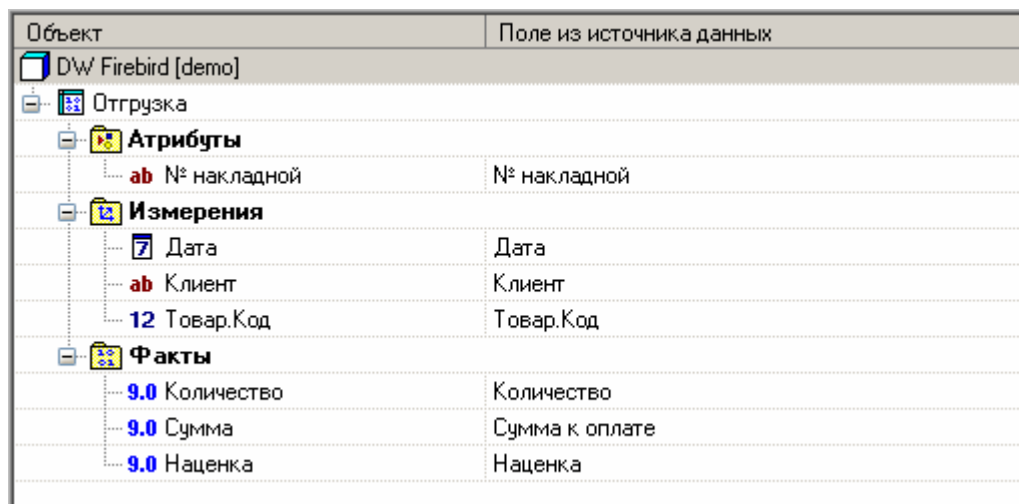 Объект Поле из источника данных
DW Firebird [demo]
Отгрузка
Атрибуты
ab № накладной № накладной
Измерения
7 Дата Дата
ab Клиент Клиент
12 Товар.Код Товар.Код
Факты
9.0 Количество Количество
9.0 Сумма Сумма к оплате
9.0 Наценка Наценка